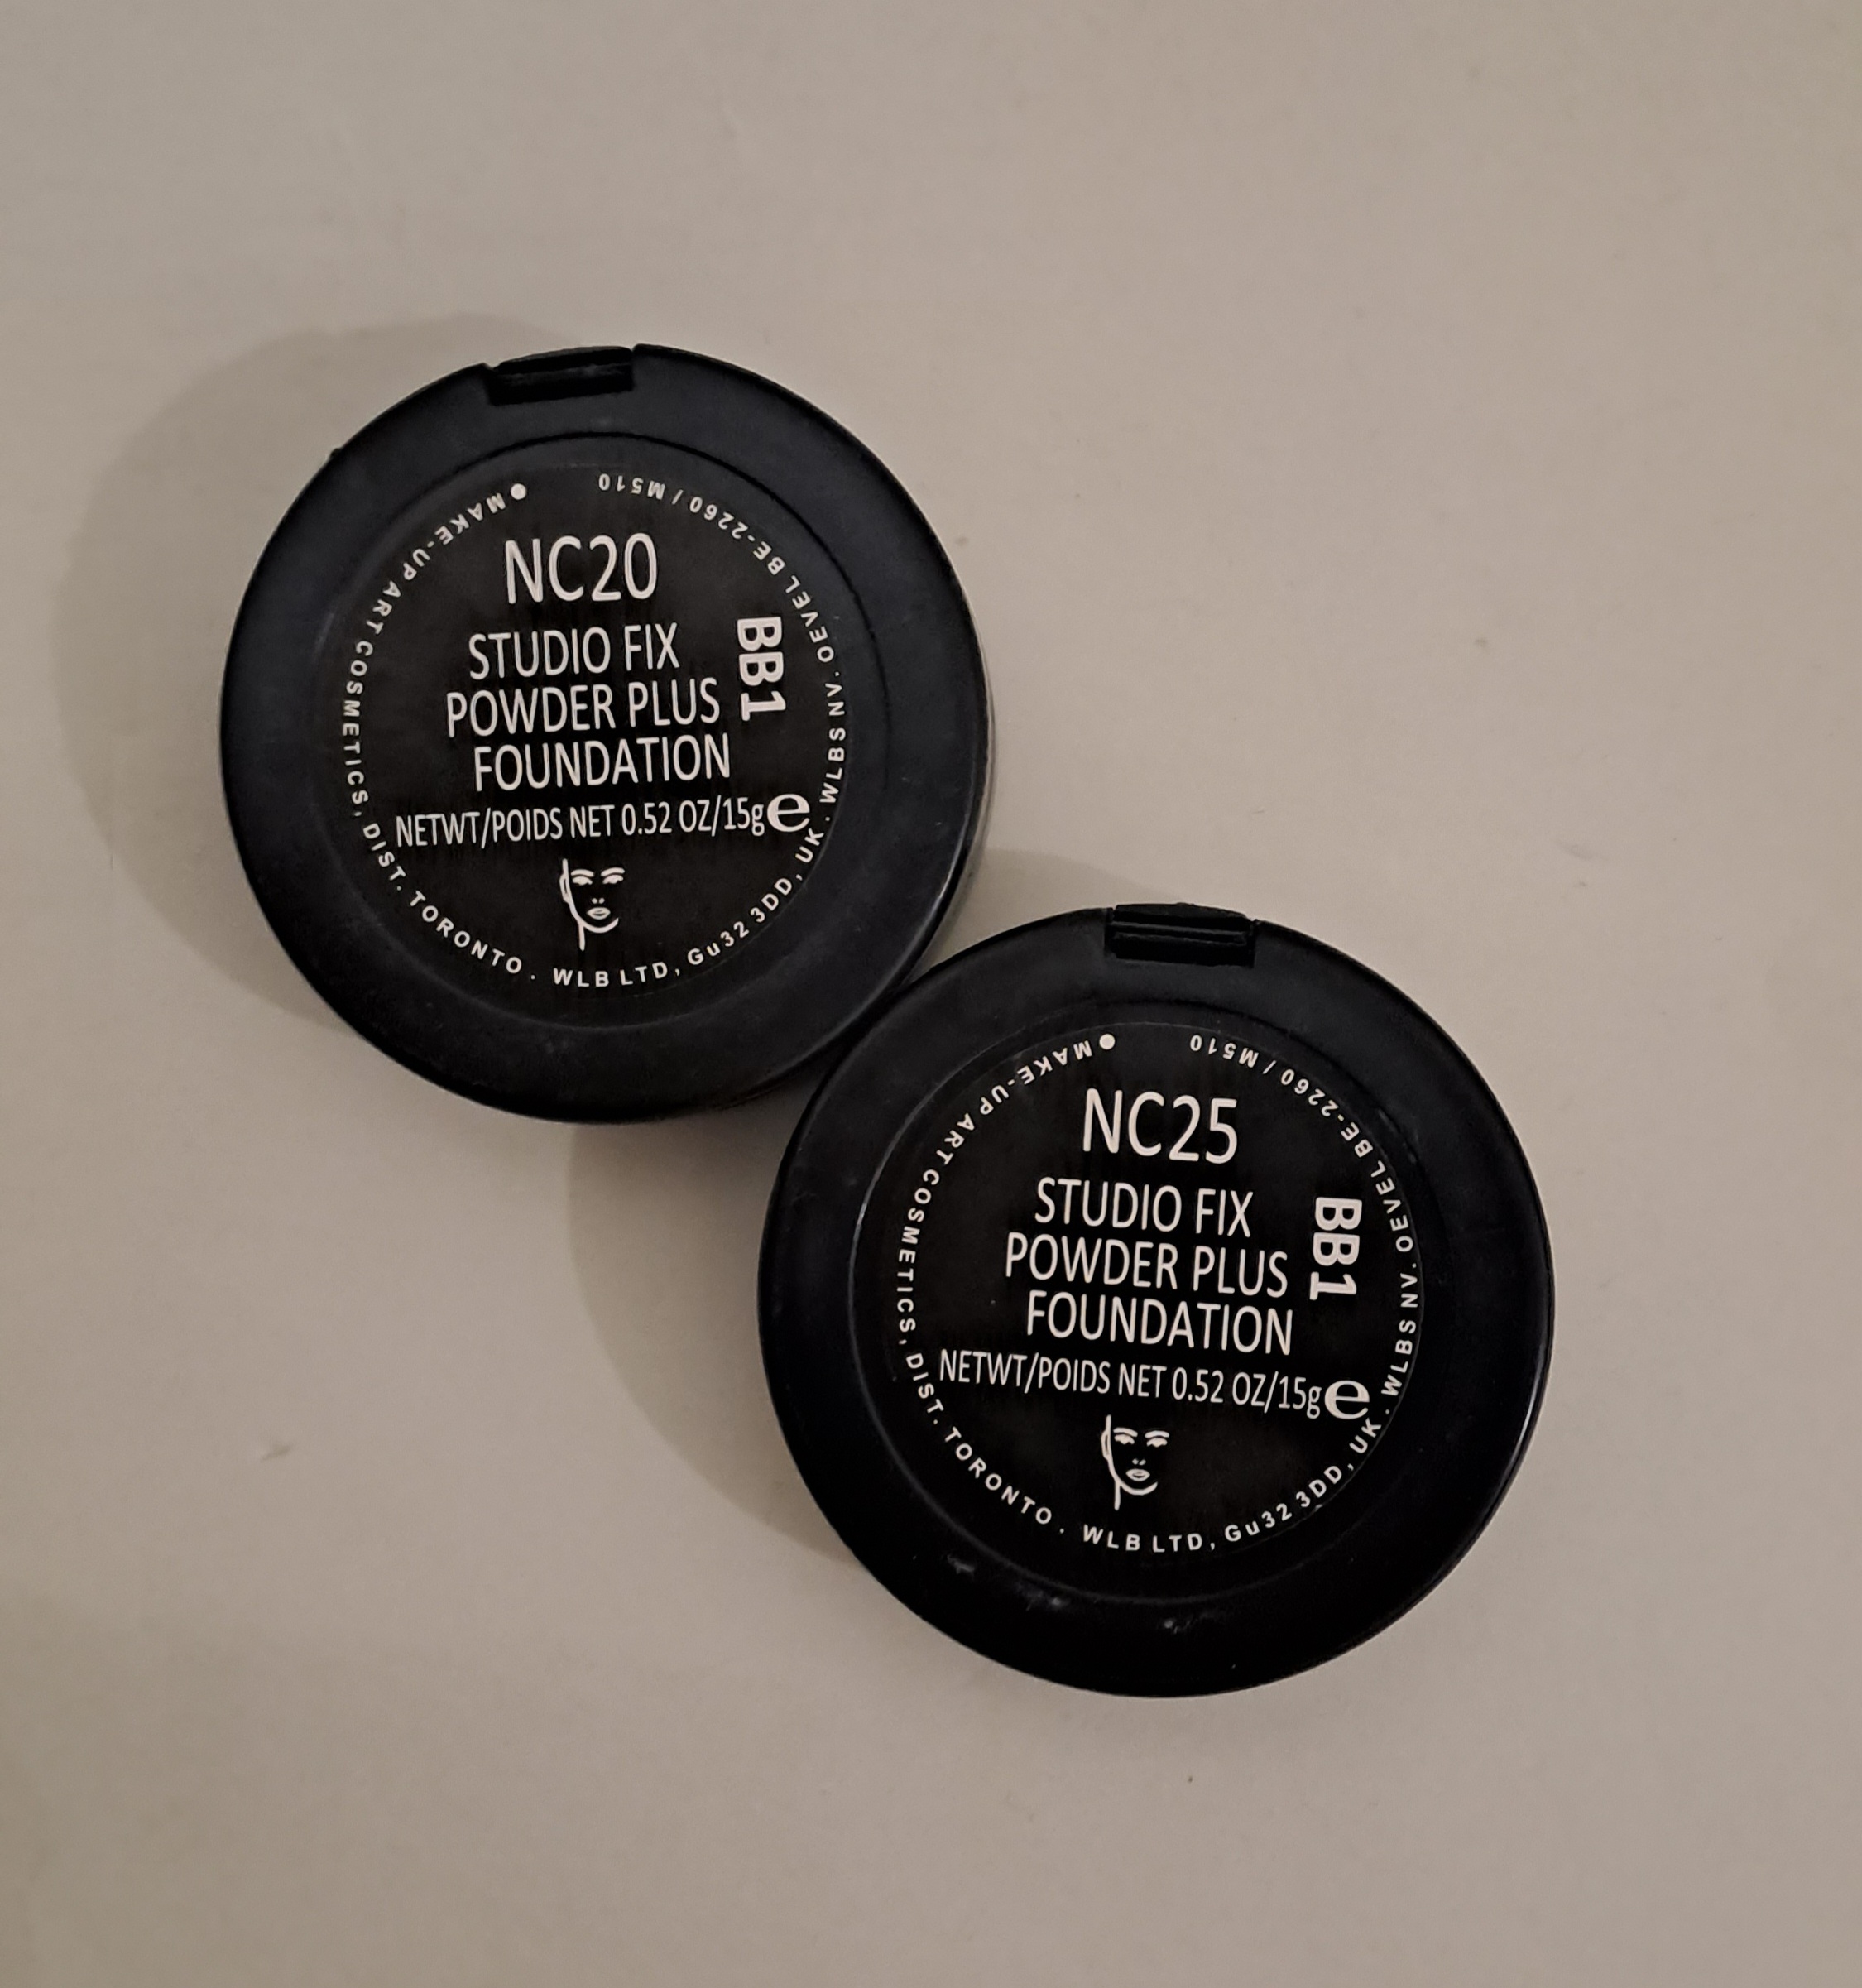 NC20
STUDIO FIX
POWDER PLUS
FOUNDATION
NETWT/POIDS NET 0.52 OZ/15g e
BB1
MAKE-UP ART COSMETICS, DIST. TORONTO . WLB LTD, Gu32 3DD, UK . WLBS NV. OEVEL BE-2260 / M510
NC25
STUDIO FIX
POWDER PLUS
FOUNDATION
NETWT/POIDS NET 0.52 OZ/15g e
BB1
MAKE-UP ART COSMETICS, DIST. TORONTO . WLB LTD, Gu32 3DD, UK . WLBS NV. OEVEL BE-2260 / M510